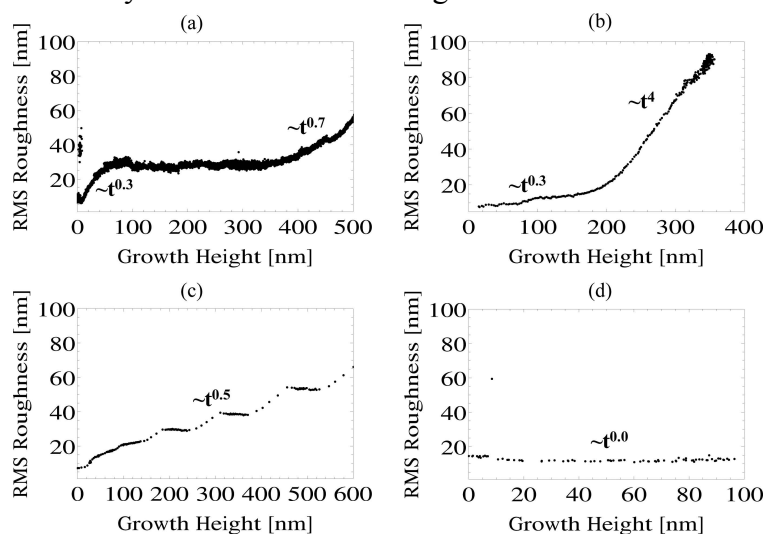 (a)
100
80
60
40
20
RMS Roughness [nm]
~t0.3
~t0.7
0 100 200 300 400 500
Growth Height [nm]
(b)
100
80
60
40
20
RMS Roughness [nm]
~t0.3
~t4
0 100 200 300 400
Growth Height [nm]
(c)
100
80
60
40
20
RMS Roughness [nm]
~t0.5
0 100 200 300 400 500 600
Growth Height [nm]
(d)
100
80
60
40
20
RMS Roughness [nm]
~t0.0
0 20 40 60 80 100
Growth Height [nm]